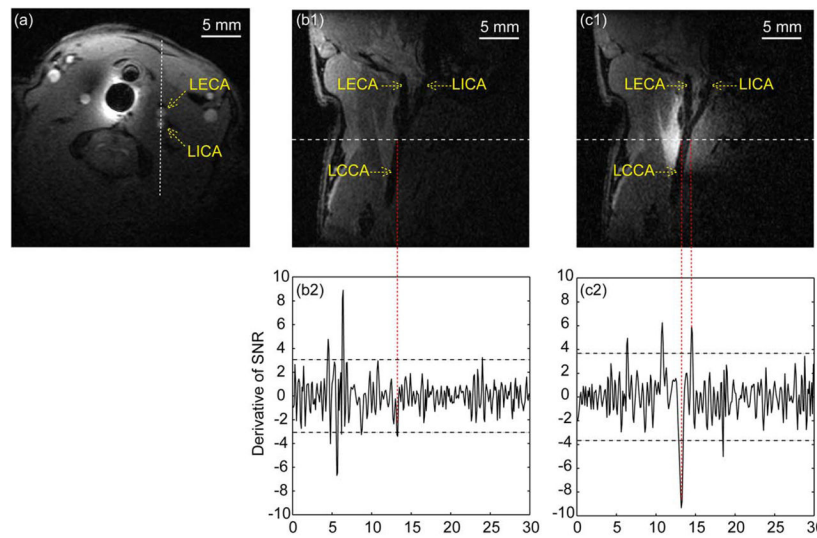 (a)
5 mm
LECA
LICA
(b1)
5 mm
LECA
LICA
LCCA
(c1)
5 mm
LECA
LICA
LCCA
(b2)
Derivative of SNR
10
8
6
4
2
0
-2
-4
-6
-8
-10
0 5 10 15 20 25 30
(c2)
10
8
6
4
2
0
-2
-4
-6
-8
-10
0 5 10 15 20 25 30